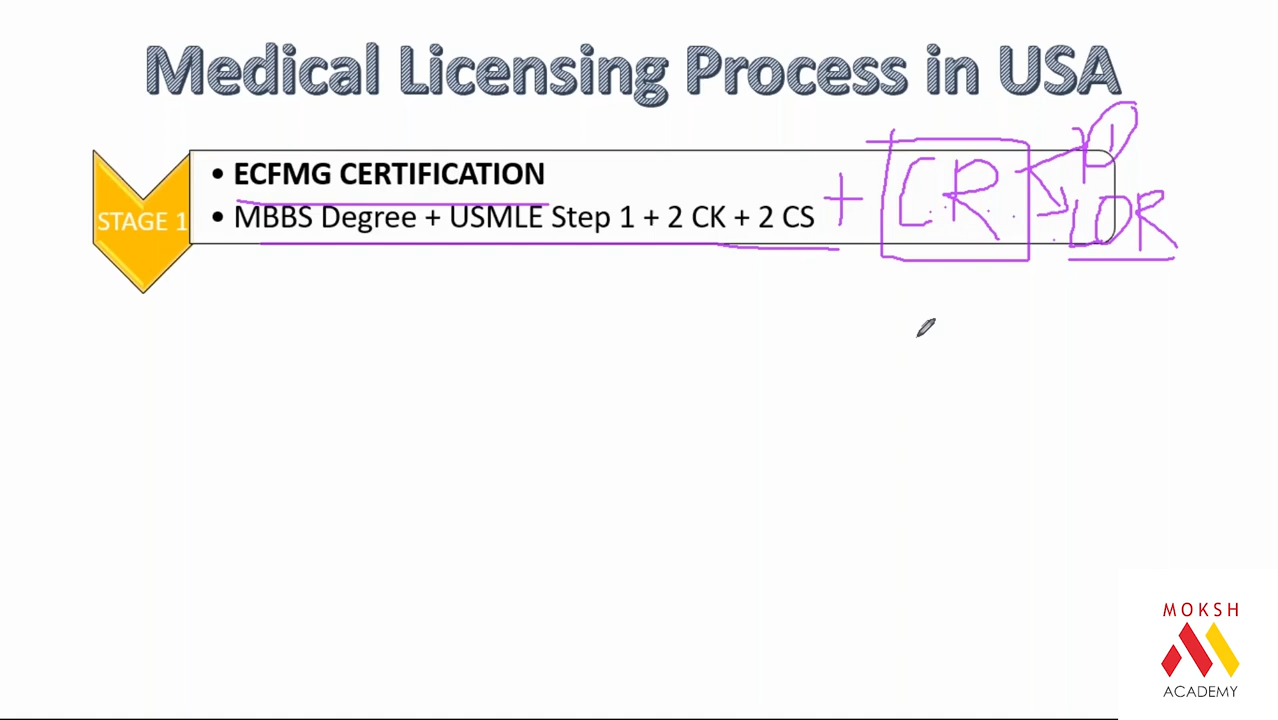 Medical Licensing Process in USA
STAGE 1
• ECFMG CERTIFICATION
• MBBS Degree + USMLE Step 1 + 2 CK + 2 CS
+ CR
LOR
MOKSH
ACADEMY